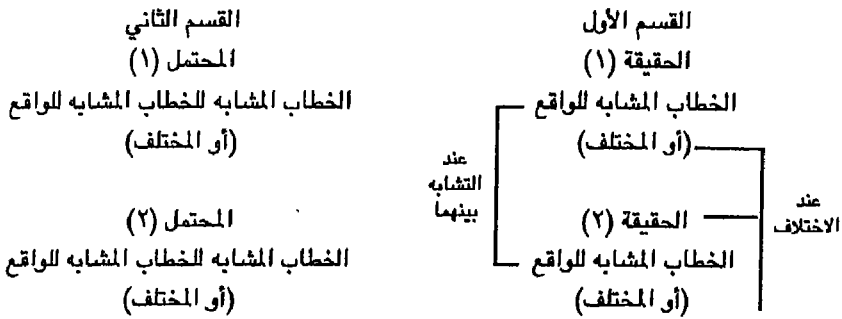 القسم الأول
الحقيقة (١)
الخطاب المشابه للواقع
(أو المختلف)
عند
التشابه
بينهما
عند
الاختلاف
الحقيقة (٢)
الخطاب المشابه للواقع
(أو المختلف)
القسم الثاني
المحتمل (١)
الخطاب المشابه للخطاب المشابه للواقع
(أو المختلف)
المحتمل (٢)
الخطاب المشابه للخطاب المشابه للواقع
(أو المختلف)